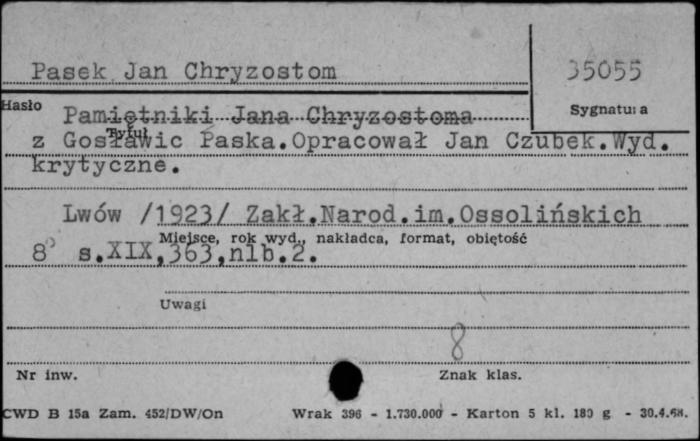 Pasek Jan Chryzostom
35055
Hasło
Sygnatura
Pamiętniki Jana Chryzostoma
Tytuł
z Gosławic Paska.Opracował Jan Czubek.Wyd.
krytyczne.
Lwów /1923/ Zakł.Narod.im.Ossolińskich
Miejsce, rok wyd., nakładca, format, objętość
8° s.XIX,363,nlb.2.
Uwagi
8
Nr inw.
Znak klas.
CWD B 15a Zam. 452/DW/On Wrak 396 - 1.730.000 - Karton 5 kl. 180 g - 30.4.68.